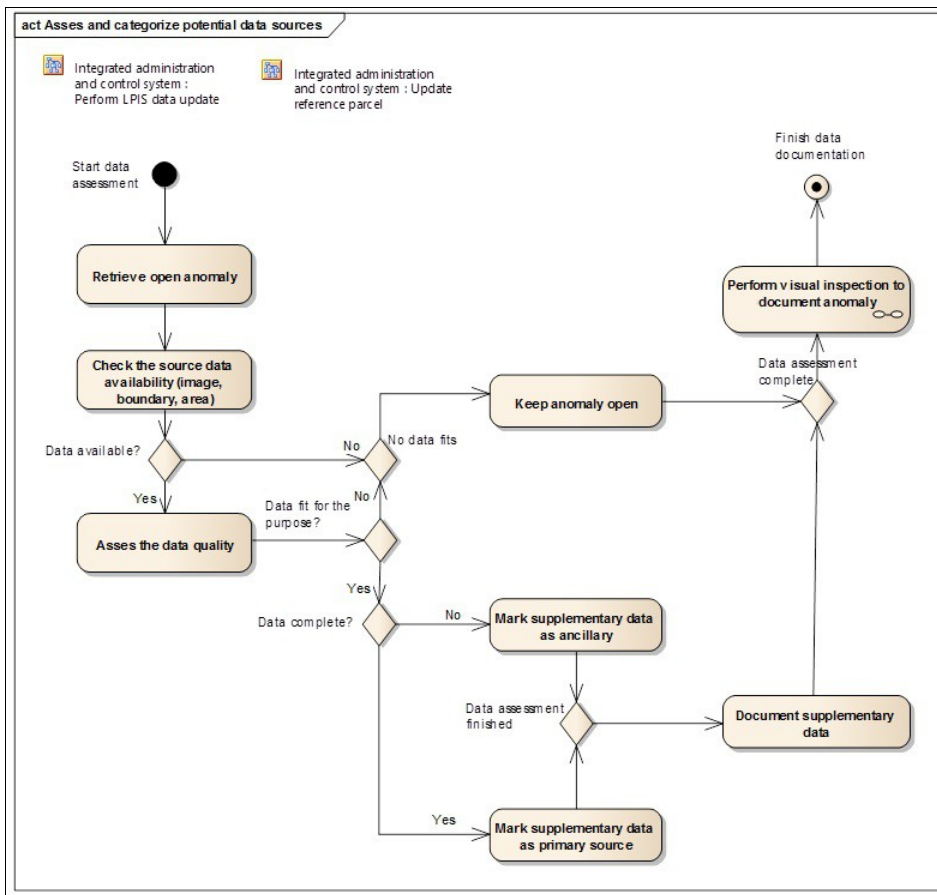 act Asses and categorize potential data sources
Integrated administration
and control system :
Perform LPIS data update
Integrated administration
and control system : Update
reference parcel
Finish data
documentation
Start data
assessment
Retrieve open anomaly
Perform visual inspection to
document anomaly
Check the source data
availability (image,
boundary, area)
Data assessment
complete
Keep anomaly open
Data available?
No
No data fits
Yes
Data fit for the
purpose?
No
Asses the data quality
Yes
Data complete?
No
Mark supplementary data
as ancillary
Data assessment
finished
Document supplementary
data
Yes
Mark supplementary data
as primary source